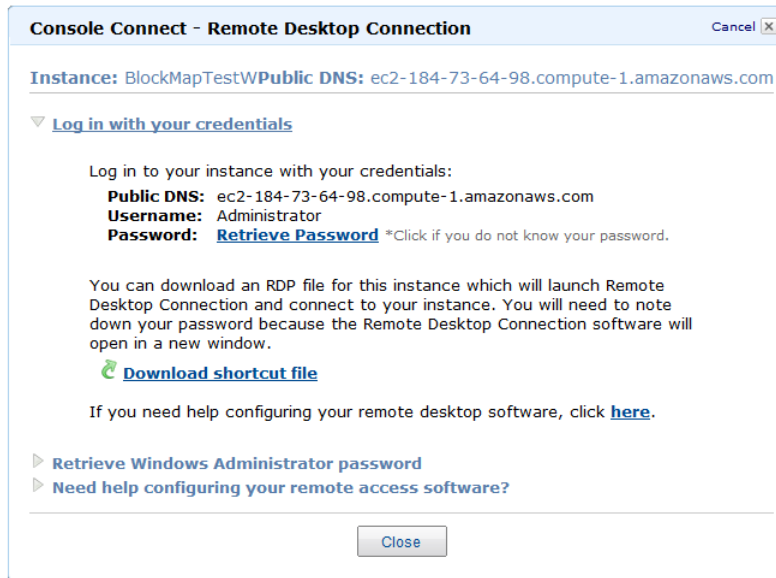 Console Connect - Remote Desktop Connection
Cancel
Instance: BlockMapTestWPublic DNS: ec2-184-73-64-98.compute-1.amazonaws.com
Log in with your credentials
Log in to your instance with your credentials:
Public DNS: ec2-184-73-64-98.compute-1.amazonaws.com
Username: Administrator
Password: Retrieve Password *Click if you do not know your password.
You can download an RDP file for this instance which will launch Remote
Desktop Connection and connect to your instance. You will need to note
down your password because the Remote Desktop Connection software will
open in a new window.
Download shortcut file
If you need help configuring your remote desktop software, click here.
Retrieve Windows Administrator password
Need help configuring your remote access software?
Close